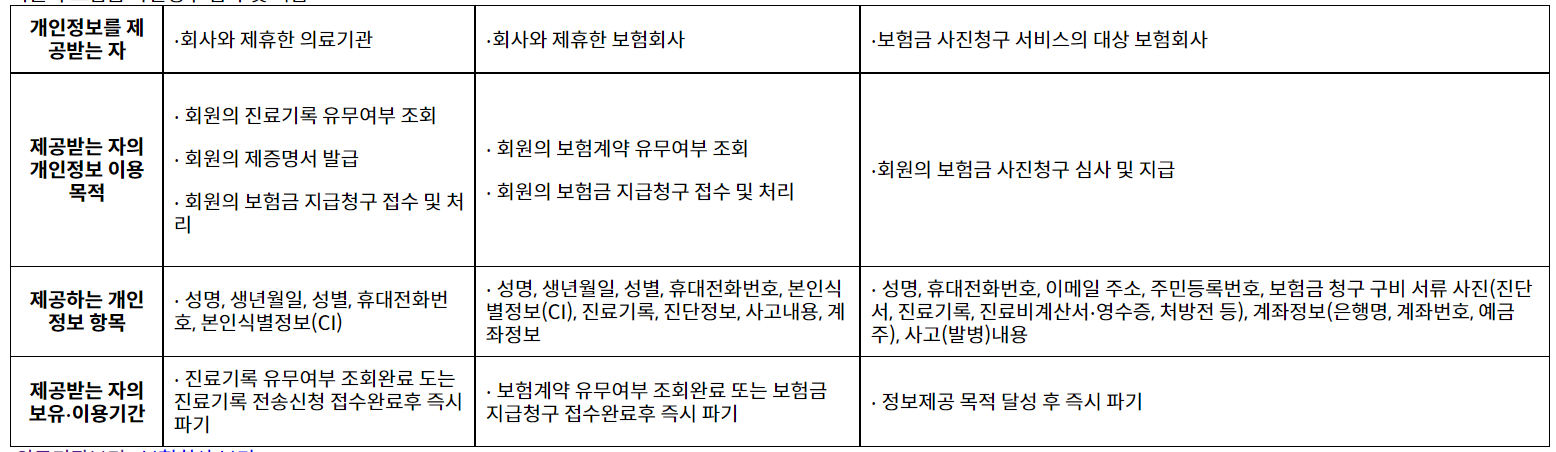 개인정보를 제
공받는 자
·회사와 제휴한 의료기관
·회사와 제휴한 보험회사
·보험금 사진청구 서비스의 대상 보험회사
제공받는 자의
개인정보 이용
목적
· 회원의 진료기록 유무여부 조회
· 회원의 제증명서 발급
· 회원의 보험금 지급청구 접수 및 처
리
· 회원의 보험계약 유무여부 조회
· 회원의 보험금 지급청구 접수 및 처리
·회원의 보험금 사진청구 심사 및 지급
제공하는 개인
정보 항목
· 성명, 생년월일, 성별, 휴대전화번
호, 본인식별정보(CI)
· 성명, 생년월일, 성별, 휴대전화번호, 본인식
별정보(CI), 진료기록, 진단정보, 사고내용, 계
좌정보
· 성명, 휴대전화번호, 이메일 주소, 주민등록번호, 보험금 청구 구비 서류 사진(진단
서, 진료기록, 진료비계산서·영수증, 처방전 등), 계좌정보(은행명, 계좌번호, 예금
주), 사고(발병)내용
제공받는 자의
보유·이용기간
· 진료기록 유무여부 조회완료 도는
진료기록 전송신청 접수완료후 즉시
파기
· 보험계약 유무여부 조회완료 또는 보험금
지급청구 접수완료후 즉시 파기
· 정보제공 목적 달성 후 즉시 파기